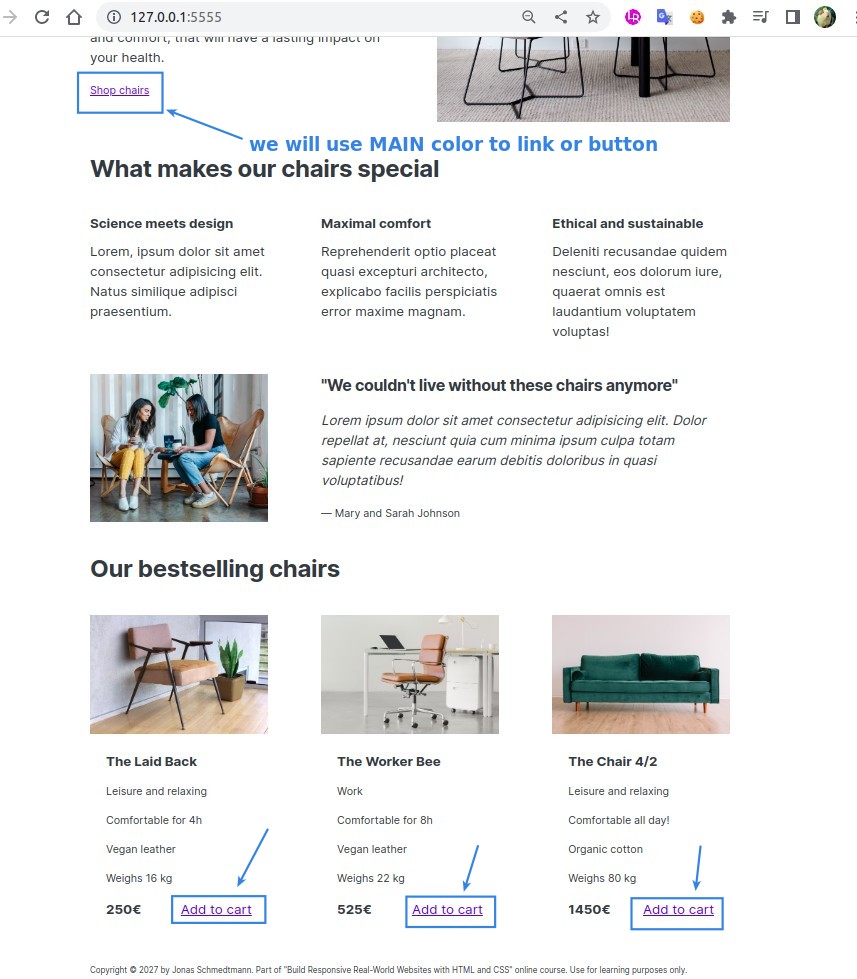 127.0.0.1:5555
and comfort, that will have a lasting impact on
your health.
Shop chairs
we will use MAIN color to link or button
What makes our chairs special
Science meets design
Lorem, ipsum dolor sit amet
consectetur adipisicing elit.
Natus similique adipisci
praesentium.
Maximal comfort
Reprehenderit optio placeat
quasi excepturi architecto,
explicabo facilis perspiciatis
error maxime magnam.
Ethical and sustainable
Deleniti recusandae quidem
nesciunt, eos dolorum iure,
quaerat omnis est
laudantium voluptatem
voluptas!
"We couldn't live without these chairs anymore"
Lorem ipsum dolor sit amet consectetur adipisicing elit. Dolor
repellat at, nesciunt quia cum minima ipsum culpa totam
sapiente recusandae earum debitis doloribus in quasi
voluptatibus!
— Mary and Sarah Johnson
Our bestselling chairs
The Laid Back
Leisure and relaxing
Comfortable for 4h
Vegan leather
Weighs 16 kg
250€ Add to cart
The Worker Bee
Work
Comfortable for 8h
Vegan leather
Weighs 22 kg
525€ Add to cart
The Chair 4/2
Leisure and relaxing
Comfortable all day!
Organic cotton
Weighs 80 kg
1450€ Add to cart
Copyright © 2027 by Jonas Schmedtmann. Part of "Build Responsive Real-World Websites with HTML and CSS" online course. Use for learning purposes only.